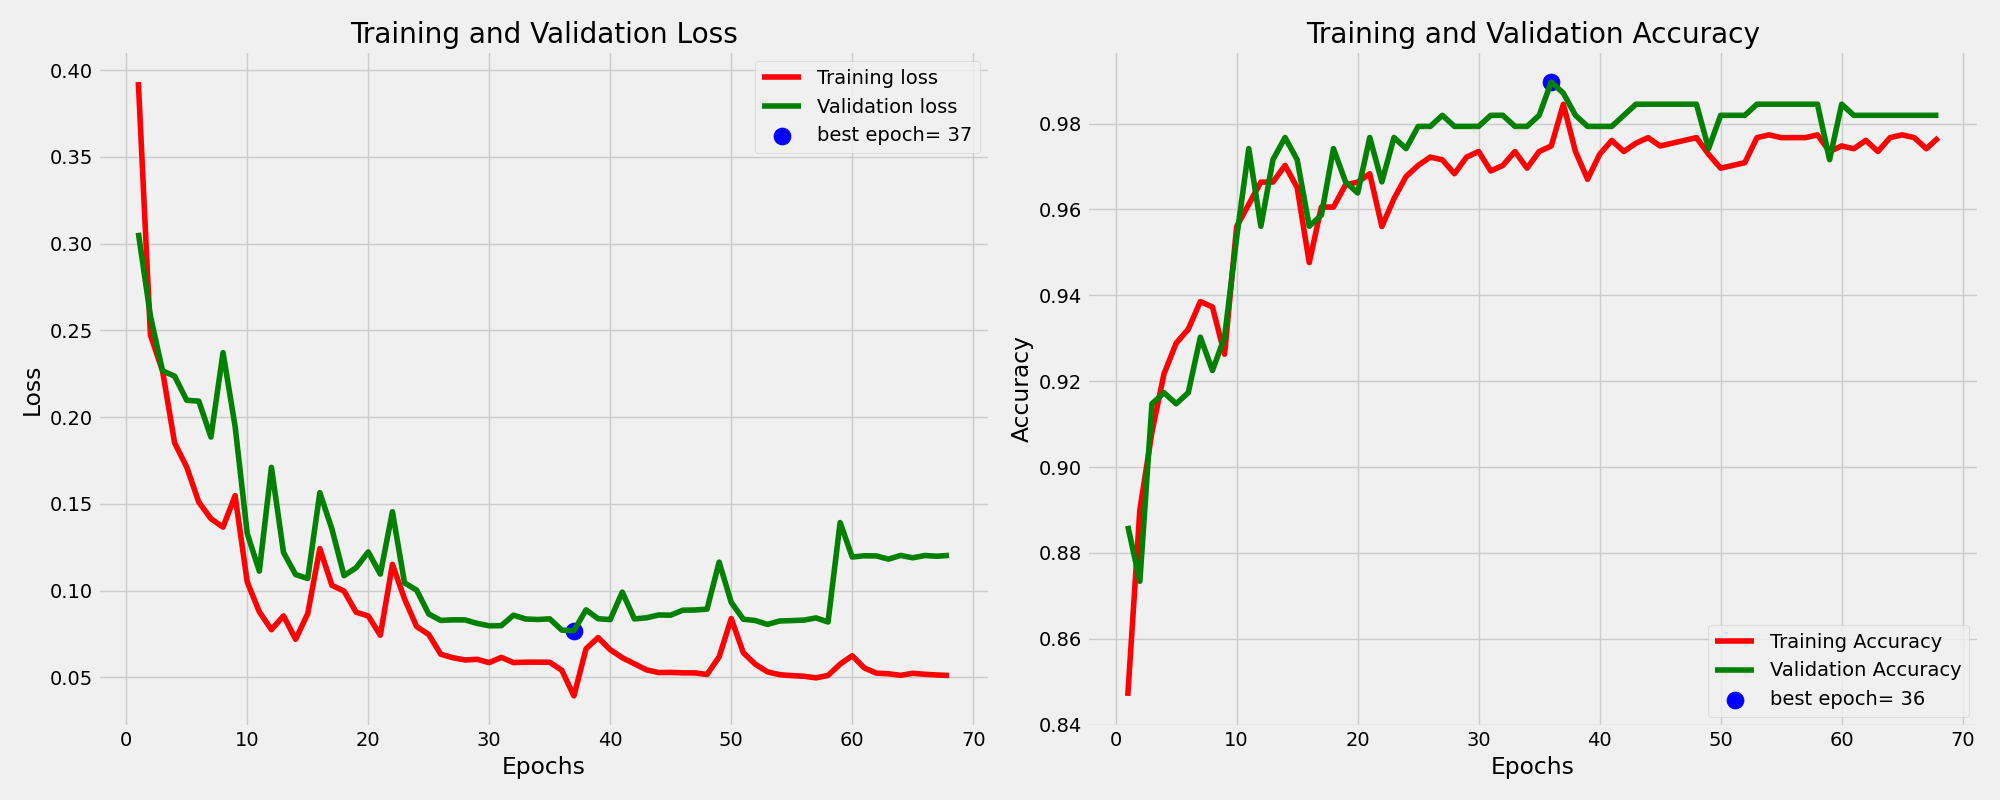 Training and Validation Loss
0.40
0.35
0.30
0.25
0.20
0.15
0.10
0.05
Loss
Training loss
Validation loss
best epoch= 37
0 10 20 30 40 50 60 70
Epochs
Training and Validation Accuracy
0.98
0.96
0.94
0.92
0.90
0.88
0.86
0.84
Accuracy
Training Accuracy
Validation Accuracy
best epoch= 36
0 10 20 30 40 50 60 70
Epochs